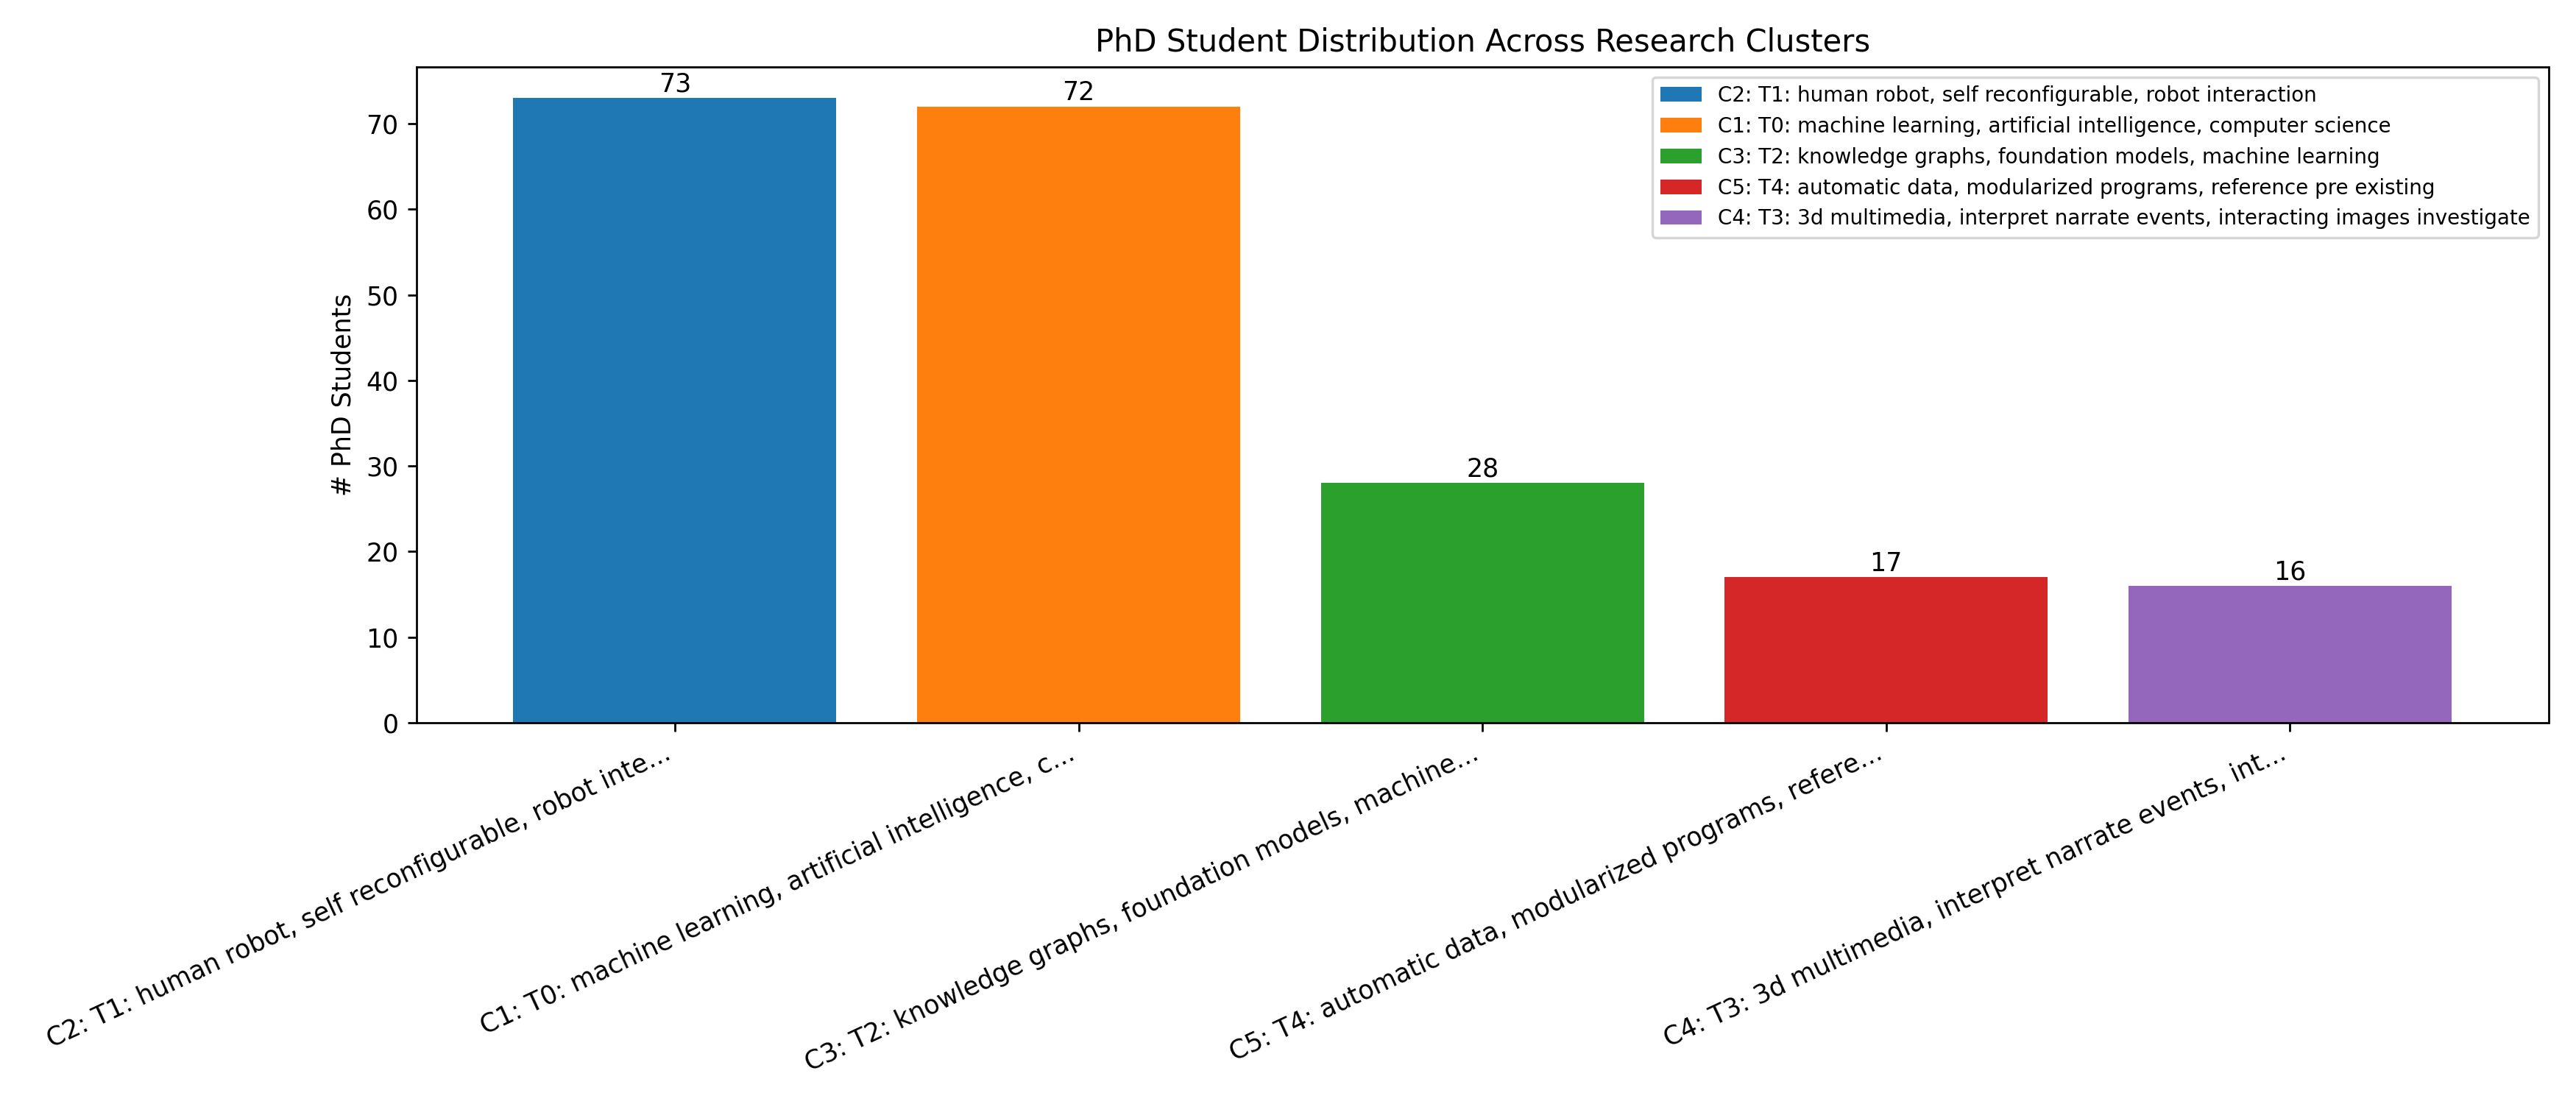 PhD Student Distribution Across Research Clusters
# PhD Students
70
60
50
40
30
20
10
0
73
72
28
17
16
C2: T1: human robot, self reconfigurable, robot interaction
C1: T0: machine learning, artificial intelligence, computer science
C3: T2: knowledge graphs, foundation models, machine learning
C5: T4: automatic data, modularized programs, reference pre existing
C4: T3: 3d multimedia, interpret narrate events, interacting images investigate
C2: T1: human robot, self reconfigurable, robot inte...
C1: T0: machine learning, artificial intelligence, c...
C3: T2: knowledge graphs, foundation models, machine...
C5: T4: automatic data, modularized programs, refere...
C4: T3: 3d multimedia, interpret narrate events, int...